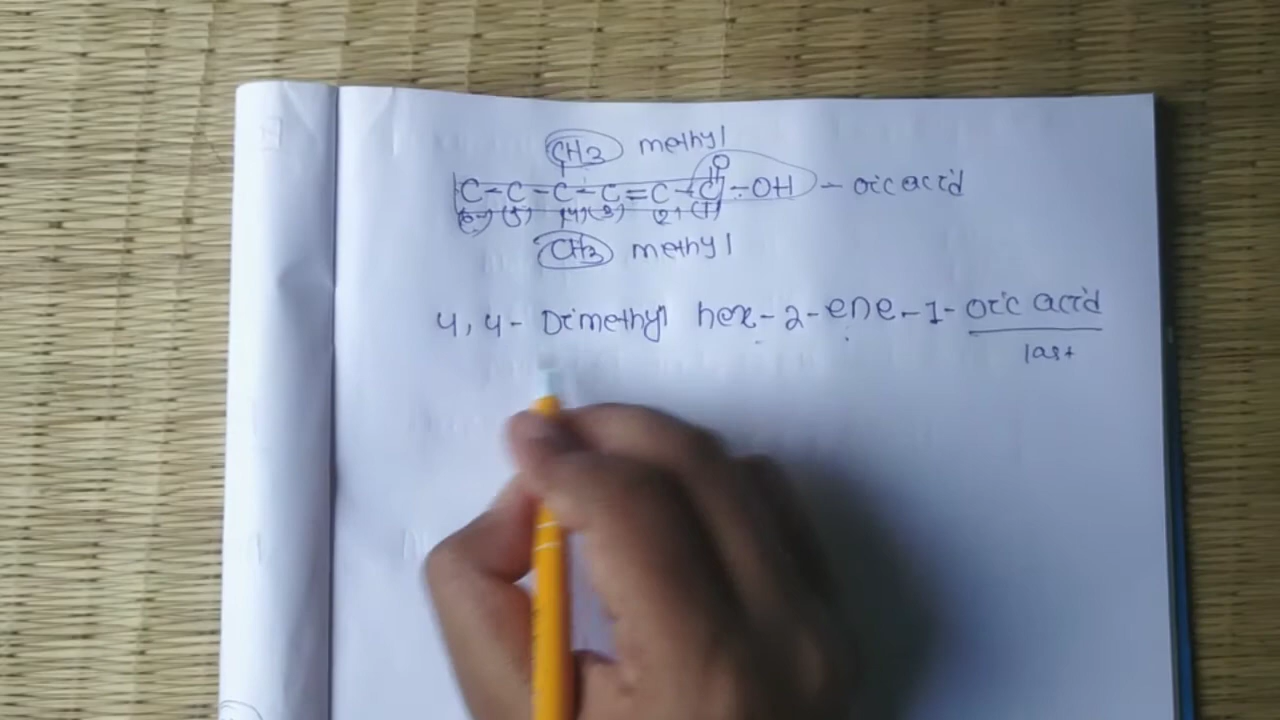 CH3 methyl
O
C-C-C-C=C-C-OH - oic acid
(6) (5) (4) (3) 2 (1)
CH3 methyl
4,4- Dimethyl hex-2-ene-1-oic acid
last